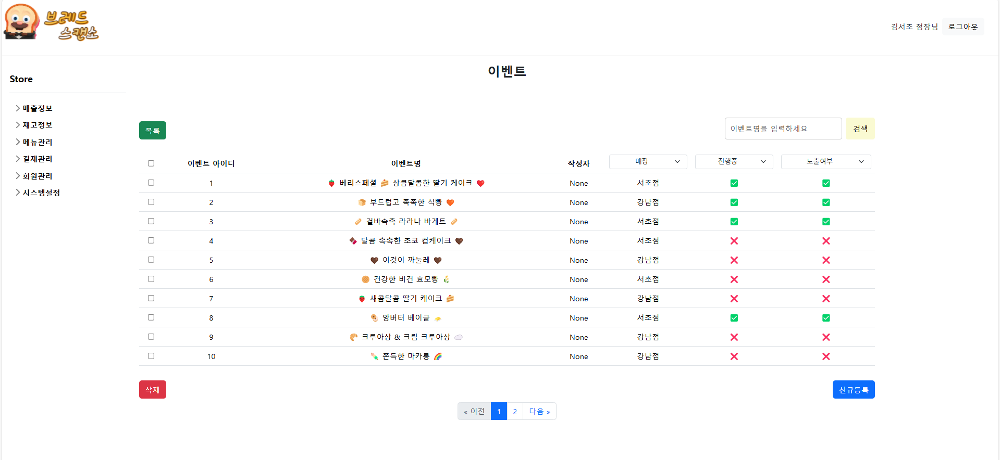 브레드
스캔소
김서초 점장님 로그아웃
이벤트
Store
매출정보
재고정보
메뉴관리
결제관리
회원관리
시스템설정
목록
이벤트명을 입력하세요 검색
이벤트 아이디 이벤트명 작성자 매장 진행중 노출여부
1 🍓 베리스페셜 🍰 상큼달콤한 딸기 케이크 ❤️ None 서초점 ✅ ✅
2 🍞 부드럽고 촉촉한 식빵 🧡 None 강남점 ✅ ✅
3 🥖 겉바속촉 라라나 바게트 🥖 None 서초점 ✅ ✅
4 🍫 달콤 촉촉한 초코 컵케이크 🤎 None 서초점 ❌ ❌
5 🤎 이것이 까눌레 🤎 None 강남점 ❌ ❌
6 건강한 비건 효모빵 None 서초점 ❌ ❌
7 🍓 새콤달콤 딸기 케이크 🍰 None 강남점 ❌ ❌
8 앙버터 베이글 🧈 None 서초점 ✅ ✅
9 🥐 크루아상 & 크림 크루아상 ☁️ None 강남점 ❌ ❌
10 쫀득한 마카롱 🌈 None 강남점 ❌ ❌
삭제 신규등록
« 이전 1 2 다음 »